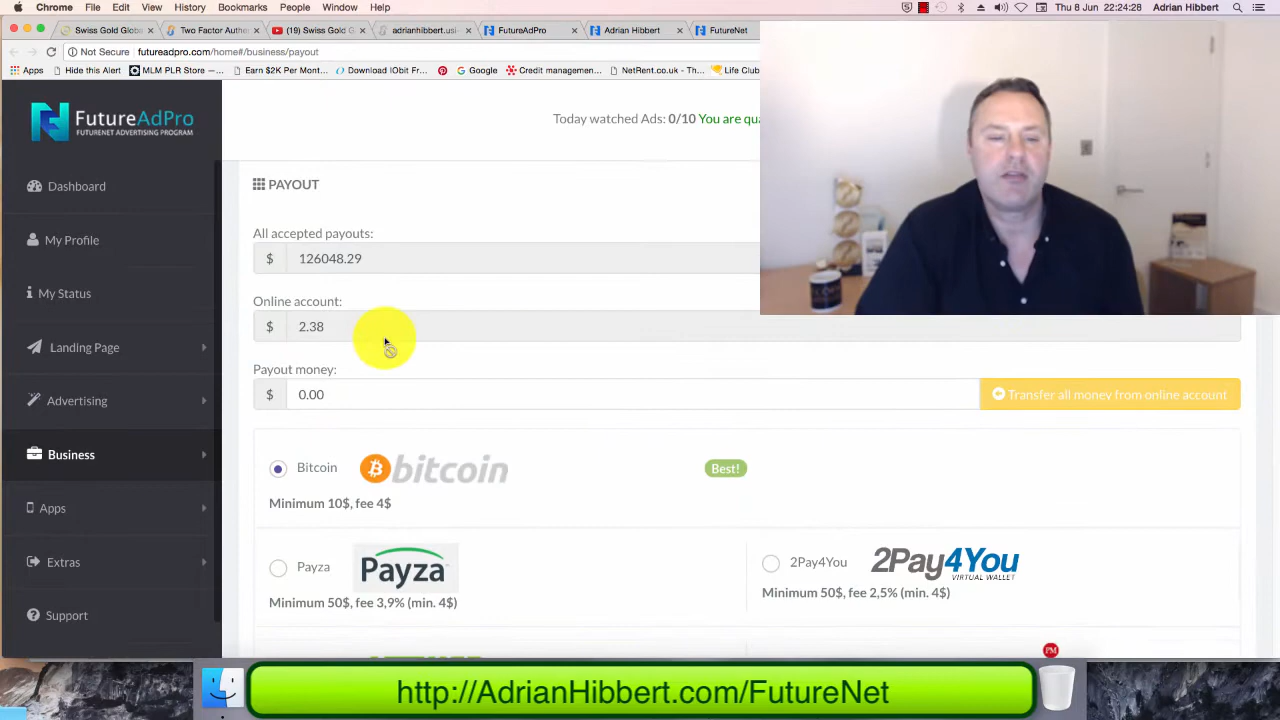 Chrome File Edit View History Bookmarks People Window Help
Thu 8 Jun 22:24:28 Adrian Hibbert
Swiss Gold Globa
Two Factor Auther
(19) Swiss Gold G
adrianhibbert.usi-
FutureAdPro
Adrian Hibbert
FutureNet
Not Secure futureadpro.com/home#/business/payout
Apps Hide this Alert MLM PLR Store Earn $2K Per Mont... Download IObit Fr... Google Credit managemen... NetRent.co.uk - Th... Life Club
FutureAdPro
FUTURENET ADVERTISING PROGRAM
Today watched Ads: 0/10 You are qua
Dashboard
My Profile
My Status
Landing Page
Advertising
Business
Apps
Extras
Support
PAYOUT
All accepted payouts:
$ 126048.29
Online account:
$ 2.38
Payout money:
$ 0.00
Transfer all money from online account
Bitcoin bitcoin Best!
Minimum 10$, fee 4$
Payza Payza
Minimum 50$, fee 3,9% (min. 4$)
2Pay4You 2Pay4You
VIRTUAL WALLET
Minimum 50$, fee 2,5% (min. 4$)
PM
http://AdrianHibbert.com/FutureNet